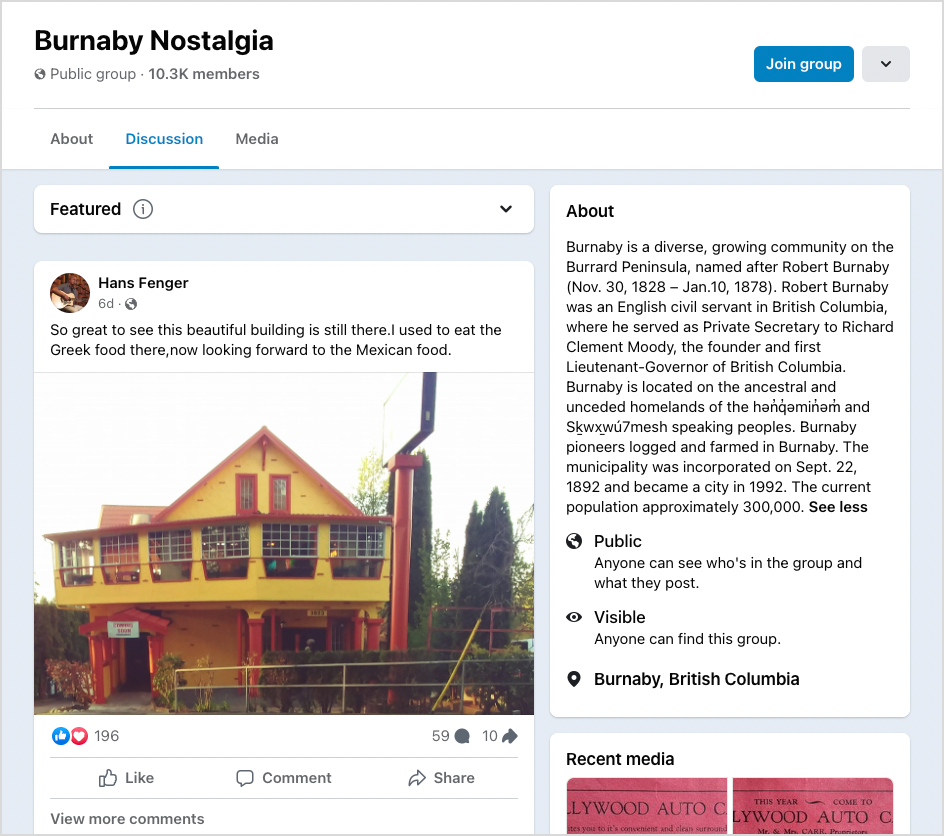 Burnaby Nostalgia
Public group · 10.3K members
Join group
About
Discussion
Media
Featured
Hans Fenger
6d ·
So great to see this beautiful building is still there.I used to eat the
Greek food there,now looking forward to the Mexican food.
196
59
10
Like
Comment
Share
View more comments
About
Burnaby is a diverse, growing community on the
Burrard Peninsula, named after Robert Burnaby
(Nov. 30, 1828 – Jan.10, 1878). Robert Burnaby
was an English civil servant in British Columbia,
where he served as Private Secretary to Richard
Clement Moody, the founder and first
Lieutenant-Governor of British Columbia.
Burnaby is located on the ancestral and
unceded homelands of the hən̓q̓əmin̓əm̓ and
Sḵwx̱wú7mesh speaking peoples. Burnaby
pioneers logged and farmed in Burnaby. The
municipality was incorporated on Sept. 22,
1892 and became a city in 1992. The current
population approximately 300,000. See less
Public
Anyone can see who's in the group and
what they post.
Visible
Anyone can find this group.
Burnaby, British Columbia
Recent media
LLYWOOD AUTO C
you to it's convenient and clean surround
THIS YEAR
COME TO
LYWOOD AUTO C
Mr. & Mrs. CARR, Proprietors